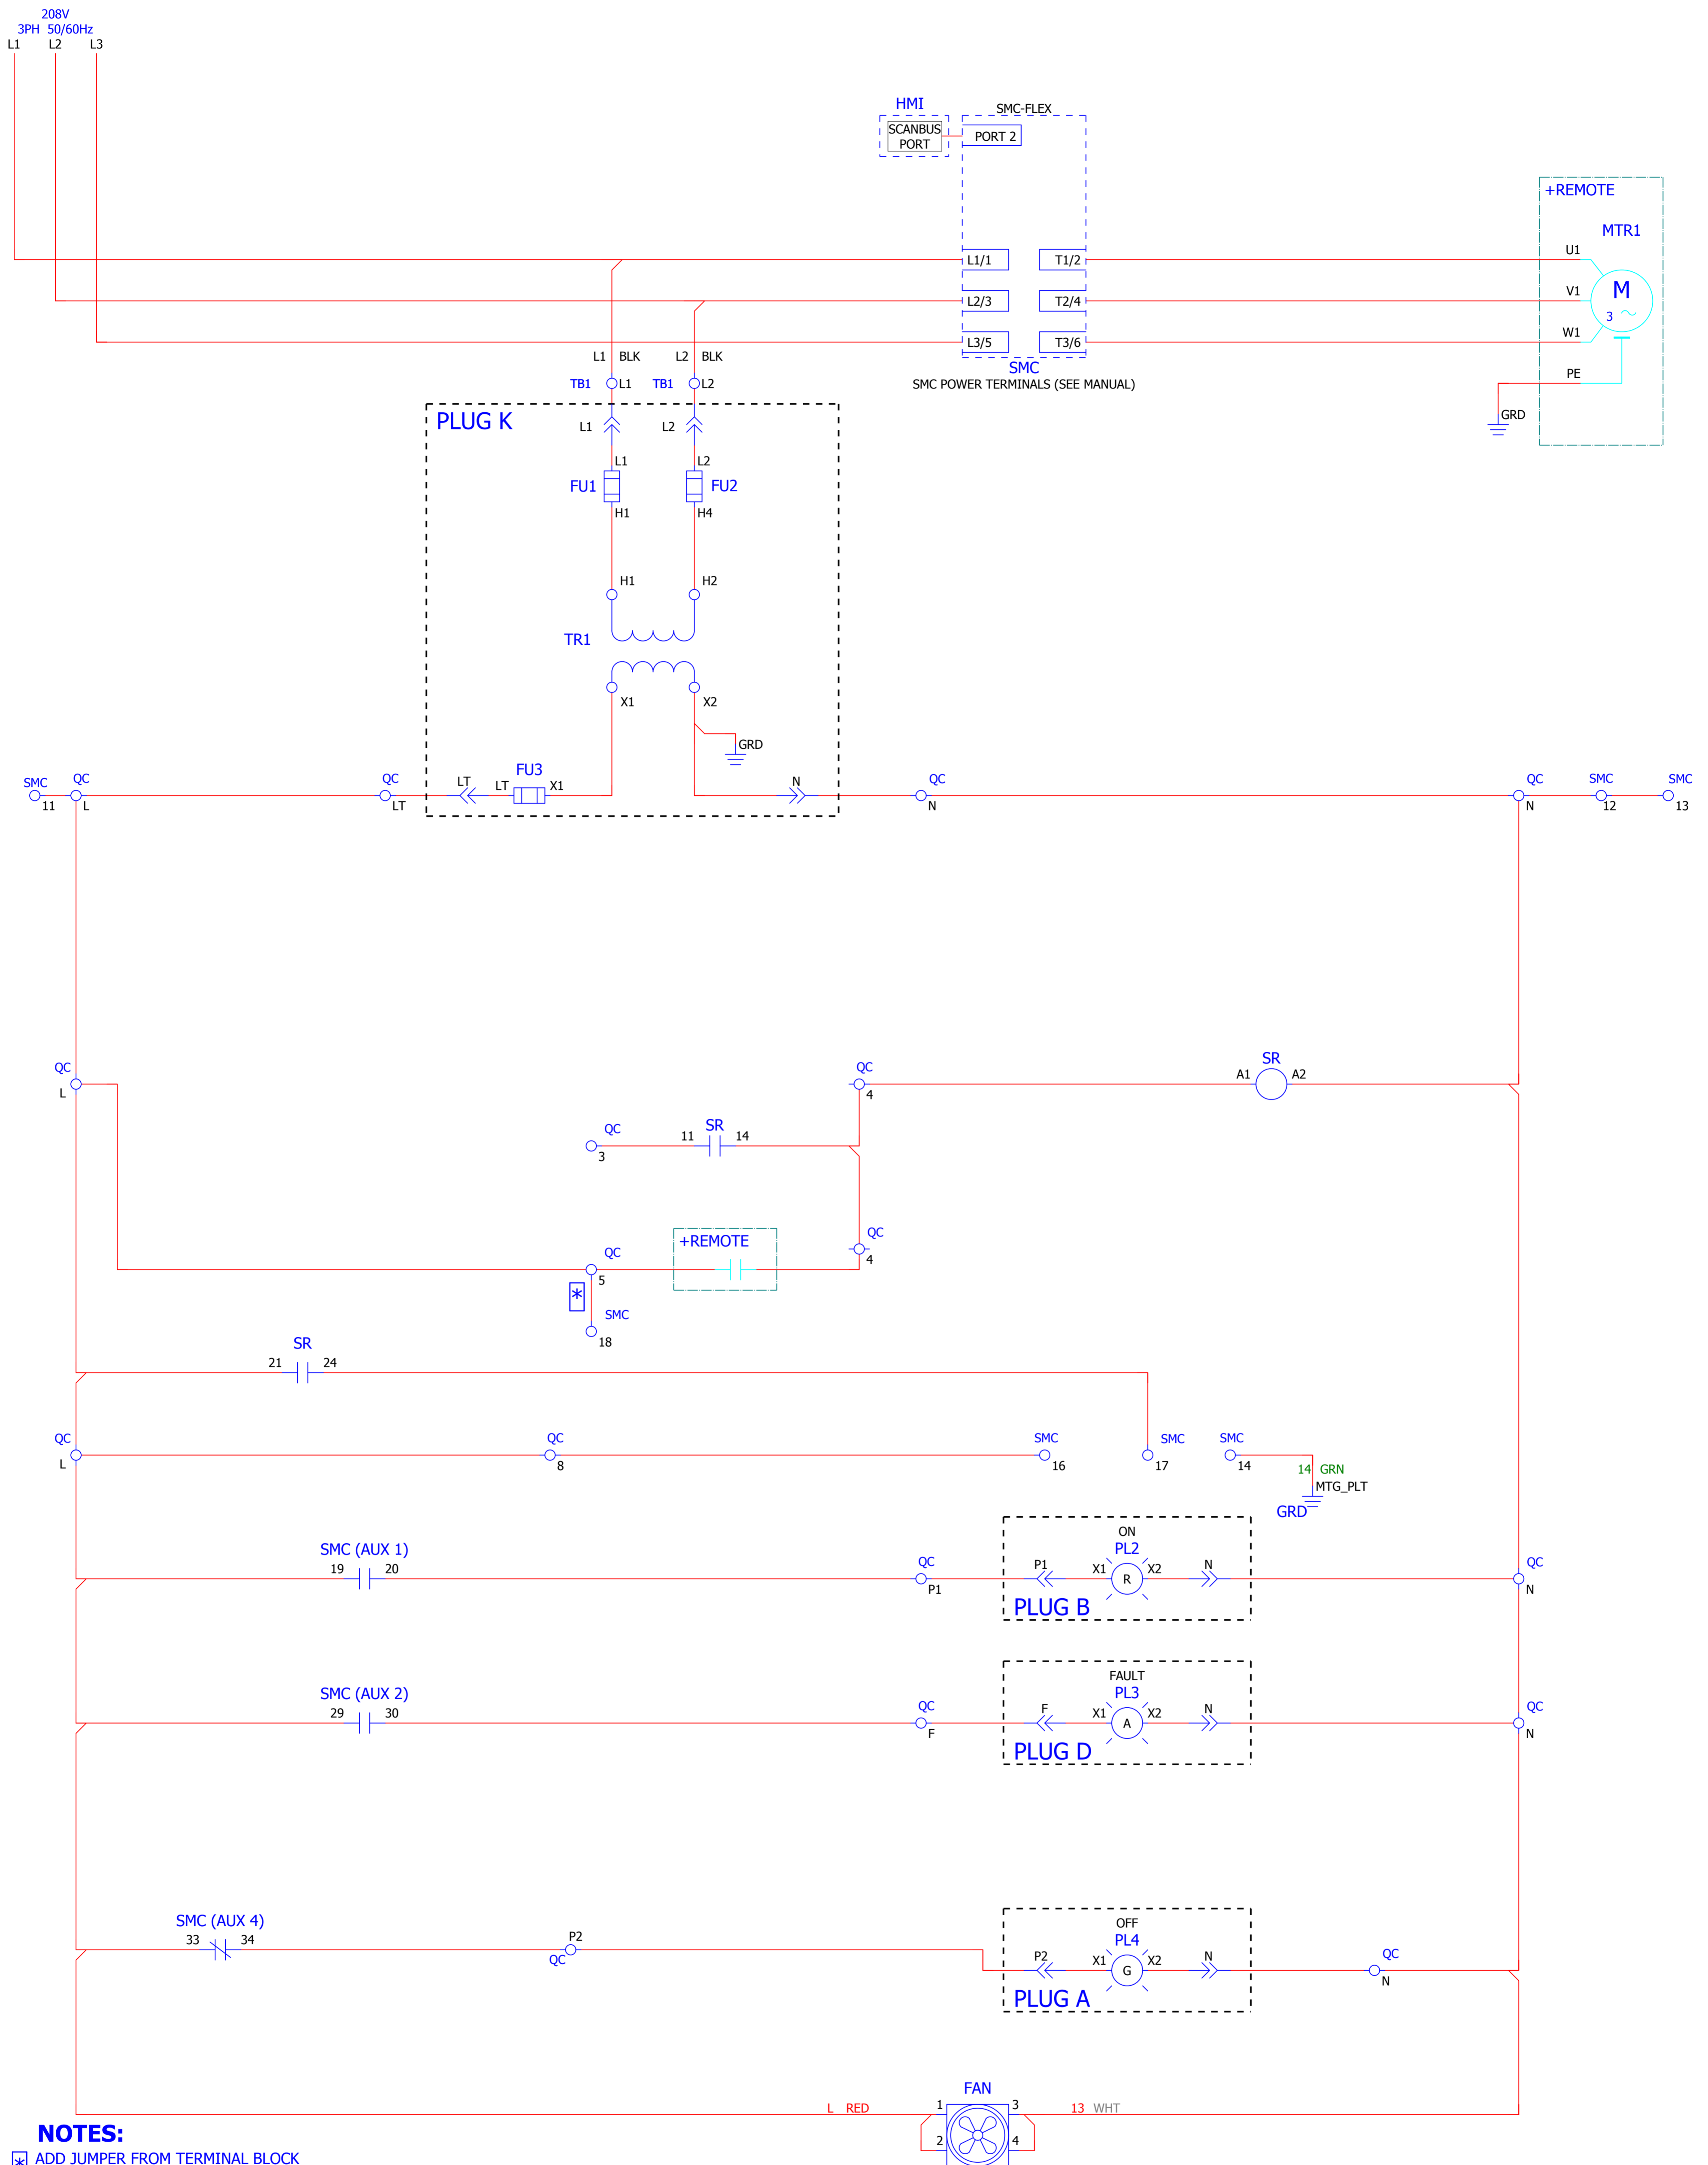 208V
3PH 50/60Hz
L1 L2 L3
HMI
SCANBUS
PORT
SMC-FLEX
PORT 2
+REMOTE
MTR1
L1/1 T1/2 U1
L2/3 T2/4 V1
M
3
L3/5 T3/6 W1
SMC
SMC POWER TERMINALS (SEE MANUAL)
PE
GRD
L1 BLK L2 BLK
TB1 L1 TB1 L2
PLUG K
L1 L2
L1 L2
FU1 FU2
H1 H4
H1 H2
TR1
X1 X2
GRD
FU3
SMC QC QC LT LT X1 N QC QC SMC SMC
11 L LT N N 12 13
QC QC SR
L 4 A1 A2
QC 11 SR 14
3
+REMOTE
QC QC
5 4
*
SMC
18
SR
21 24
QC QC SMC SMC SMC
L 8 16 17 14
14 GRN
MTG_PLT
GRD
ON
SMC (AUX 1) PL2
19 20 QC P1 X1 R X2 N QC
P1 N
PLUG B
FAULT
SMC (AUX 2) PL3
29 30 QC F X1 A X2 N QC
F N
PLUG D
OFF
SMC (AUX 4) PL4
33 34 P2 P2 X1 G X2 N QC
QC N
PLUG A
FAN
L RED 1 3 13 WHT
2 4
NOTES:
* ADD JUMPER FROM TERMINAL BLOCK